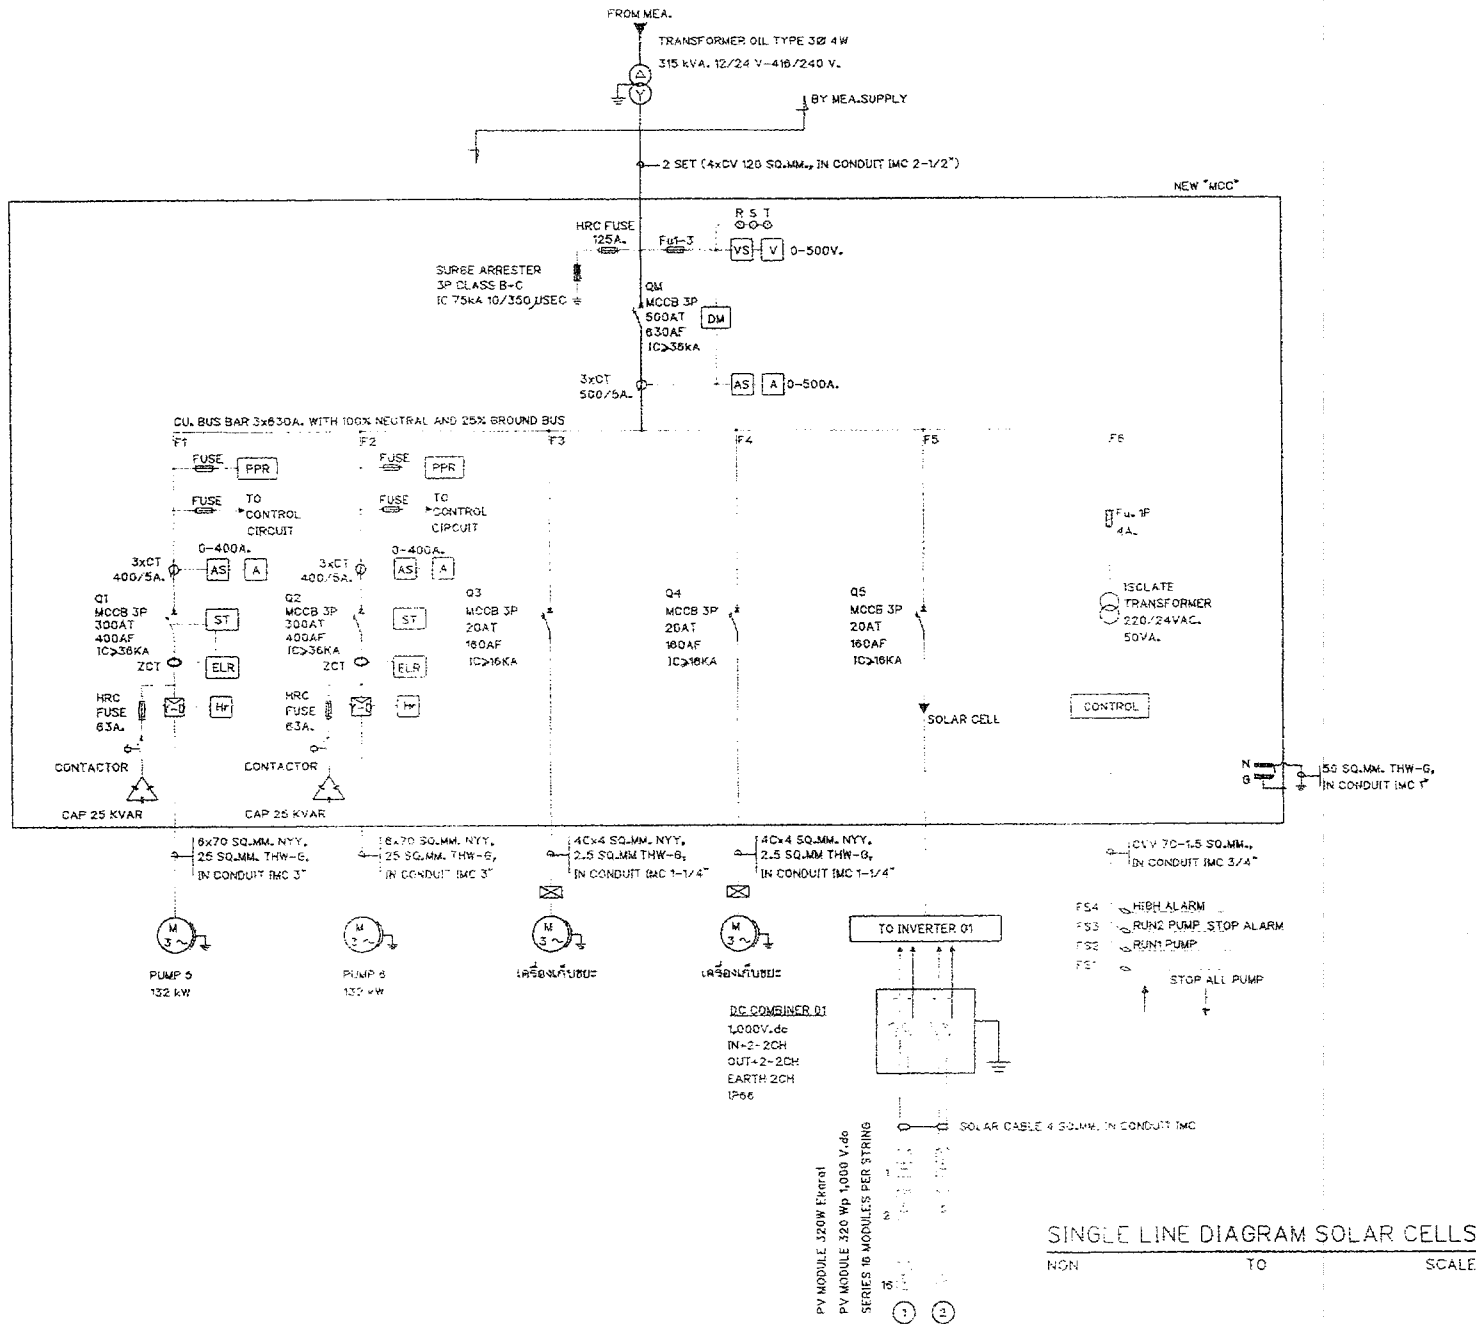 FROM MEA.
TRANSFORMER OIL TYPE 3Ø 4W
315 kVA. 12/24 V-416/240 V.
BY MEA.SUPPLY
2 SET (4xCV 120 SQ.MM., IN CONDUIT IMC 2-1/2")
NEW "MCC"
R S T
HRC FUSE
125A.
Fu1-3
VS
V
0-500V.
SURGE ARRESTER
3P CLASS B+C
IC 75kA 10/350 µSEC
QM
MCCB 3P
500AT
630AF
IC>36kA
DM
3xCT
500/5A.
AS
A
0-500A.
CU. BUS BAR 3x630A. WITH 100% NEUTRAL AND 25% GROUND BUS
F1
F2
F3
F4
F5
F6
FUSE
PPR
FUSE
PPR
FUSE
TO
CONTROL
CIRCUIT
FUSE
TO
CONTROL
CIRCUIT
Fu. 1P
4A.
0-400A.
3xCT
400/5A.
AS
A
0-400A.
3xCT
400/5A.
AS
A
Q1
MCCB 3P
300AT
400AF
IC>36KA
ST
Q2
MCCB 3P
300AT
400AF
IC>36KA
ST
Q3
MCCB 3P
20AT
160AF
IC>16KA
Q4
MCCB 3P
20AT
160AF
IC>16KA
Q5
MCCB 3P
20AT
160AF
IC>16KA
ISOLATE
TRANSFORMER
220/24VAC.
50VA.
ZCT
ELR
ZCT
ELR
HRC
FUSE
63A.
Y-D
Hr
HRC
FUSE
63A.
Y-D
Hr
SOLAR CELL
CONTROL
CONTACTOR
CONTACTOR
CAP 25 KVAR
CAP 25 KVAR
N
G
50 SQ.MM. THW-G,
IN CONDUIT IMC 1"
6x70 SQ.MM. NYY,
25 SQ.MM. THW-G,
IN CONDUIT IMC 3"
6x70 SQ.MM. NYY,
25 SQ.MM. THW-G,
IN CONDUIT IMC 3"
4Cx4 SQ.MM. NYY,
2.5 SQ.MM THW-G,
IN CONDUIT IMC 1-1/4"
4Cx4 SQ.MM. NYY,
2.5 SQ.MM THW-G,
IN CONDUIT IMC 1-1/4"
CVV 7C-1.5 SQ.MM.,
IN CONDUIT IMC 3/4"
M
3 ~
M
3 ~
M
3 ~
M
3 ~
PUMP 5
132 kW
PUMP 6
132 kW
เครื่องเก็บขยะ
เครื่องเก็บขยะ
TO INVERTER 01
FS4 HIGH ALARM
FS3 RUN2 PUMP STOP ALARM
FS2 RUN1 PUMP
FS1
STOP ALL PUMP
DC COMBINER 01
1,000V.dc
IN+2-2CH
OUT+2-2CH
EARTH 2CH
IP66
SOLAR CABLE 4 SQ.MM. IN CONDUIT IMC
PV MODULE 320W Ekarat
PV MODULE 320 Wp 1,000 V.dc
SERIES 16 MODULES PER STRING
1
2
16
1
2
SINGLE LINE DIAGRAM SOLAR CELLS
NON TO SCALE